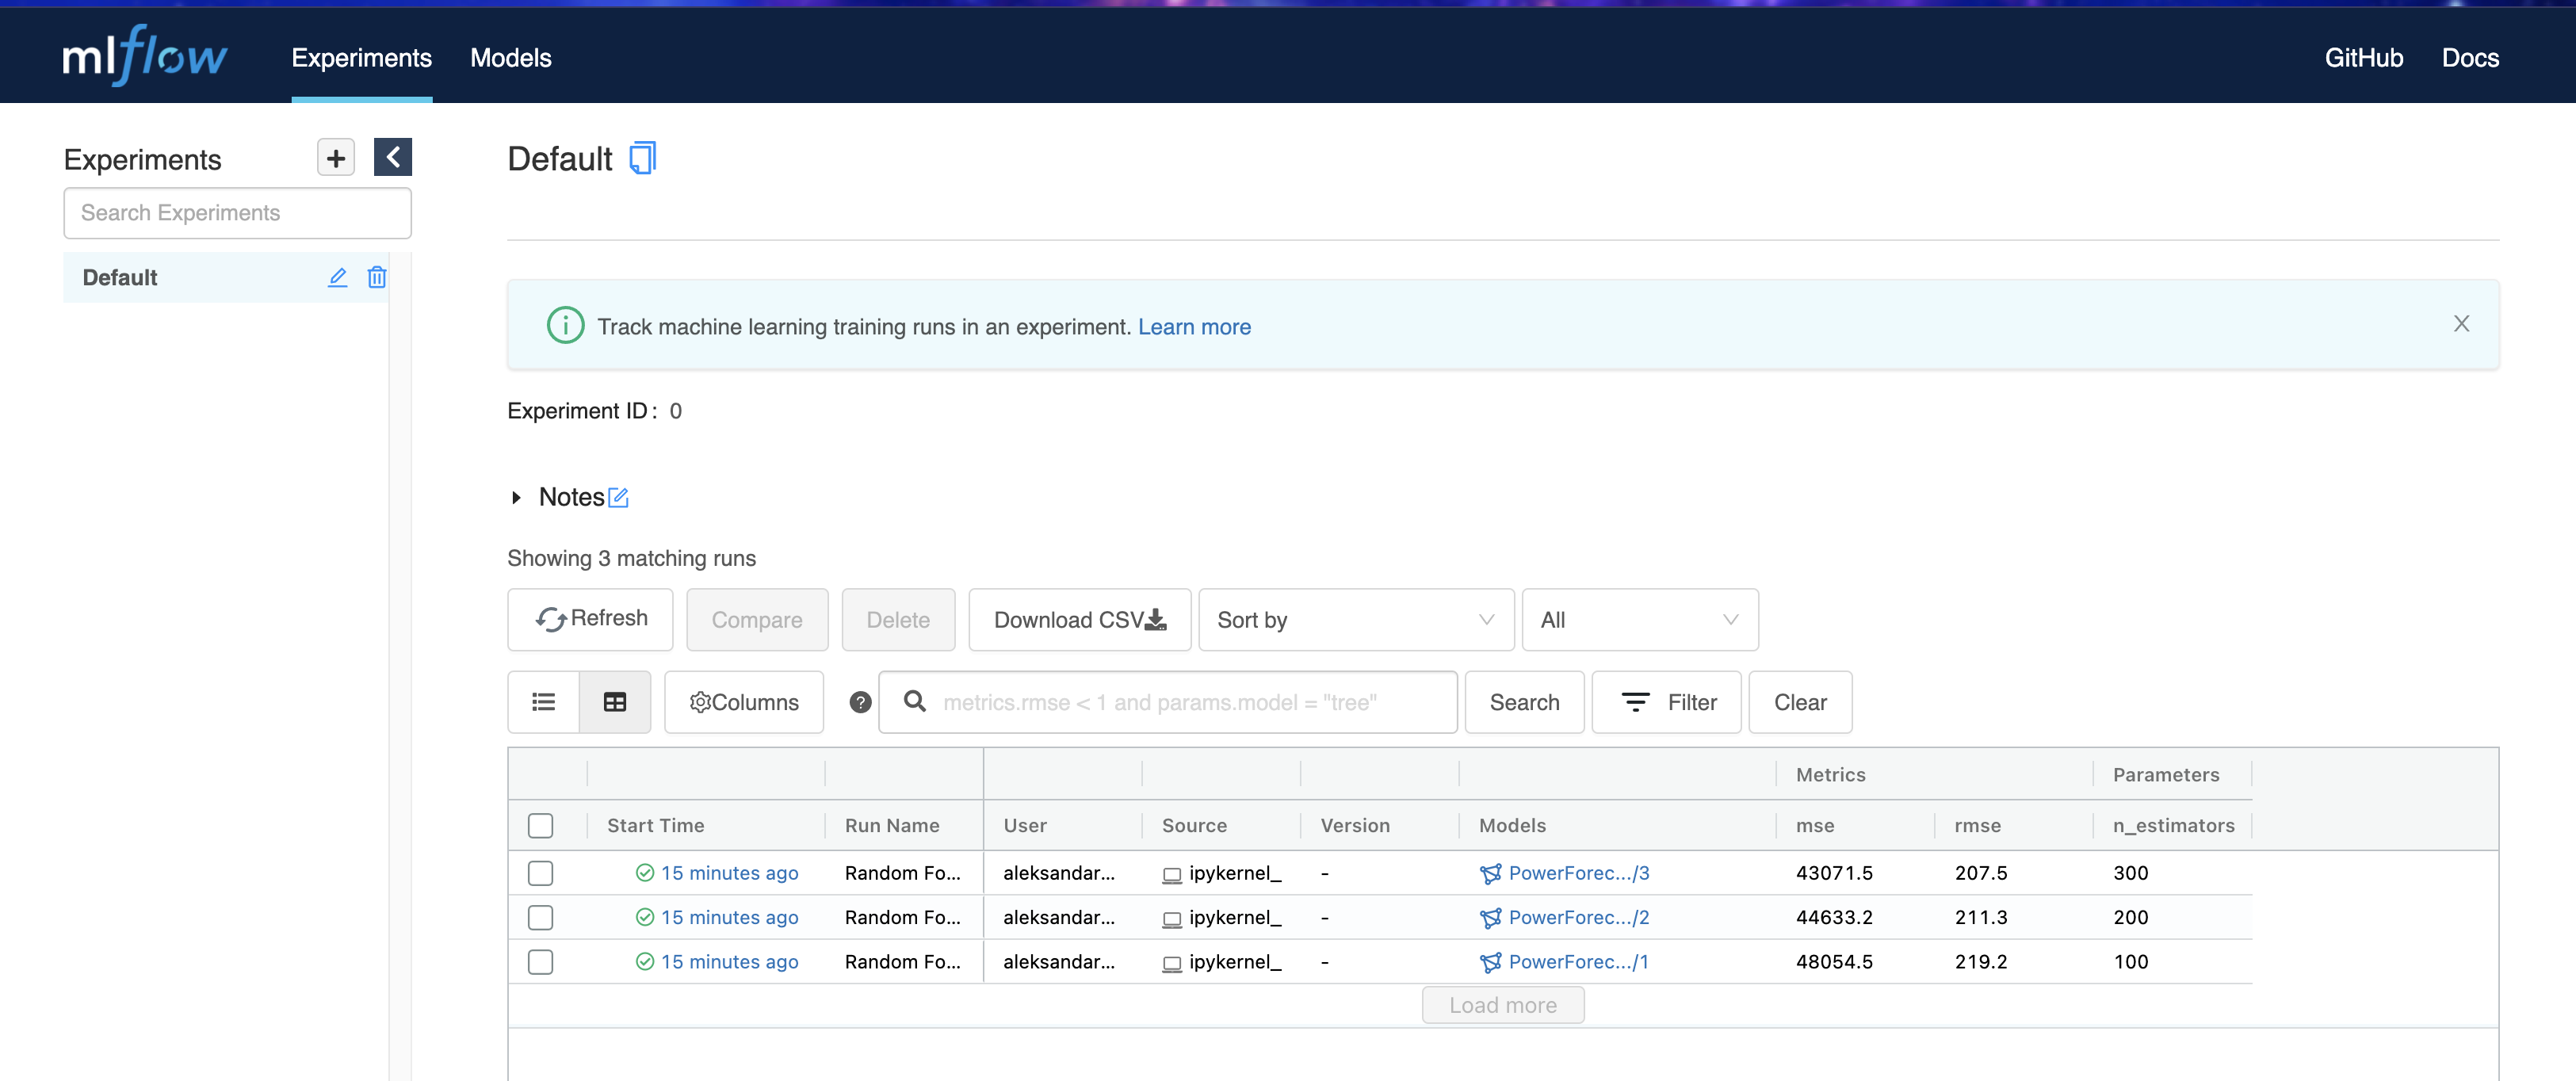 mlflow Experiments Models GitHub Docs
Experiments +
Search Experiments
Default
Default
Track machine learning training runs in an experiment. Learn more
Experiment ID: 0
Notes
Showing 3 matching runs
Refresh Compare Delete Download CSV Sort by All
Columns ? metrics.rmse < 1 and params.model = "tree" Search Filter Clear
Metrics Parameters
Start Time Run Name User Source Version Models mse rmse n_estimators
15 minutes ago Random Fo... aleksandar... ipykernel_ - PowerForec.../3 43071.5 207.5 300
15 minutes ago Random Fo... aleksandar... ipykernel_ - PowerForec.../2 44633.2 211.3 200
15 minutes ago Random Fo... aleksandar... ipykernel_ - PowerForec.../1 48054.5 219.2 100
Load more